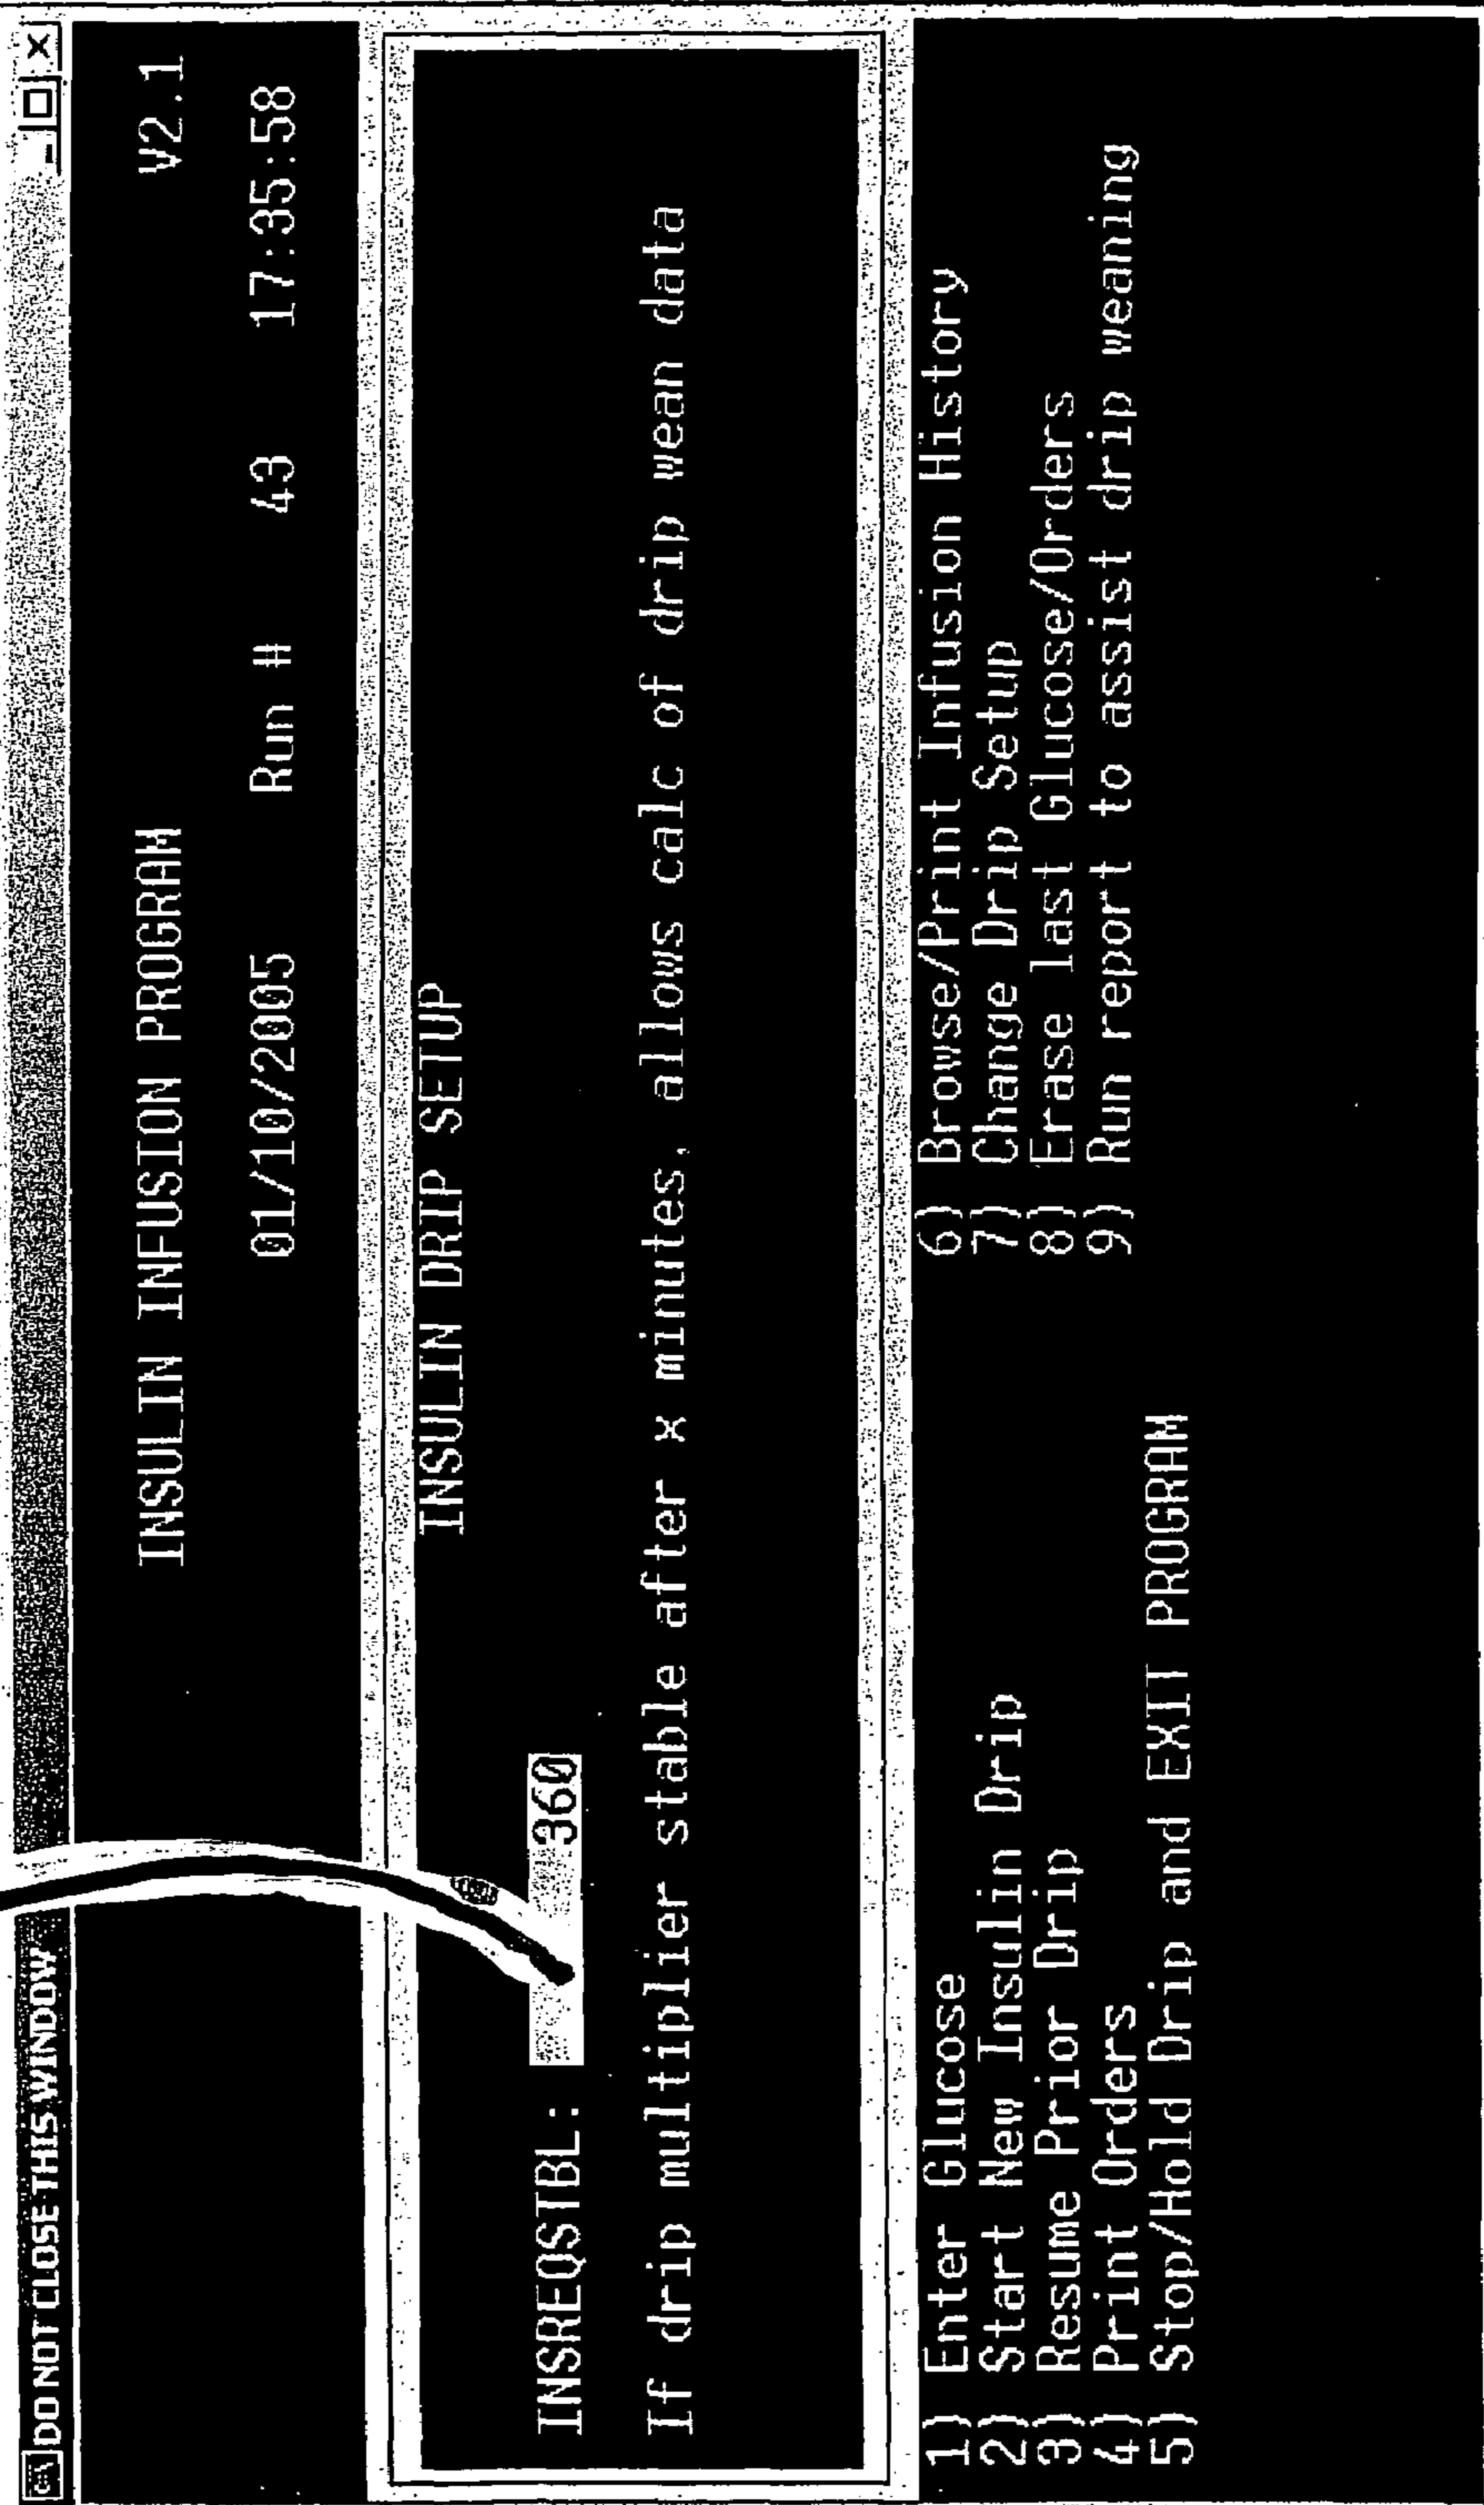 DO NOT CLOSE THIS WINDOW
INSULIN INFUSION PROGRAM V2.1
01/10/2005 Run # 43 17:35:58
INSULIN DRIP SETUP
INSREQSTBL: 360
If drip multiplier stable after x minutes, allows calc of drip wean data
1) Enter Glucose 6) Browse/Print Infusion History
2) Start New Insulin Drip 7) Change Drip Setup
3) Resume Prior Drip 8) Erase last Glucose/Orders
4) Print Orders 9) Run report to assist drip weaning
5) Stop/Hold Drip and EXIT PROGRAM